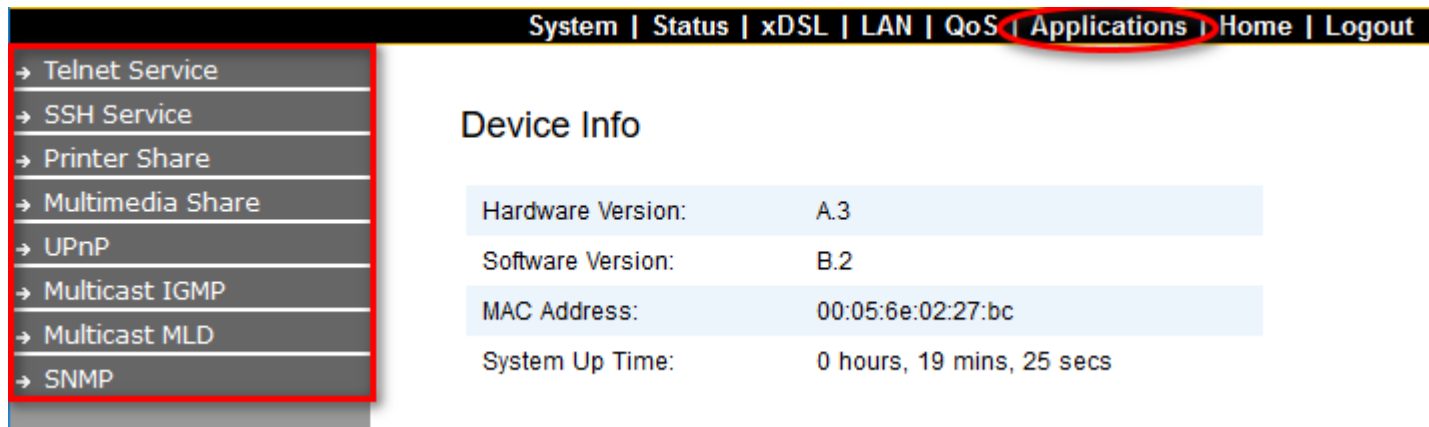 System | Status | xDSL | LAN | QoS | Applications | Home | Logout
→ Telnet Service
→ SSH Service
→ Printer Share
→ Multimedia Share
→ UPnP
→ Multicast IGMP
→ Multicast MLD
→ SNMP
Device Info
Hardware Version: A.3
Software Version: B.2
MAC Address: 00:05:6e:02:27:bc
System Up Time: 0 hours, 19 mins, 25 secs